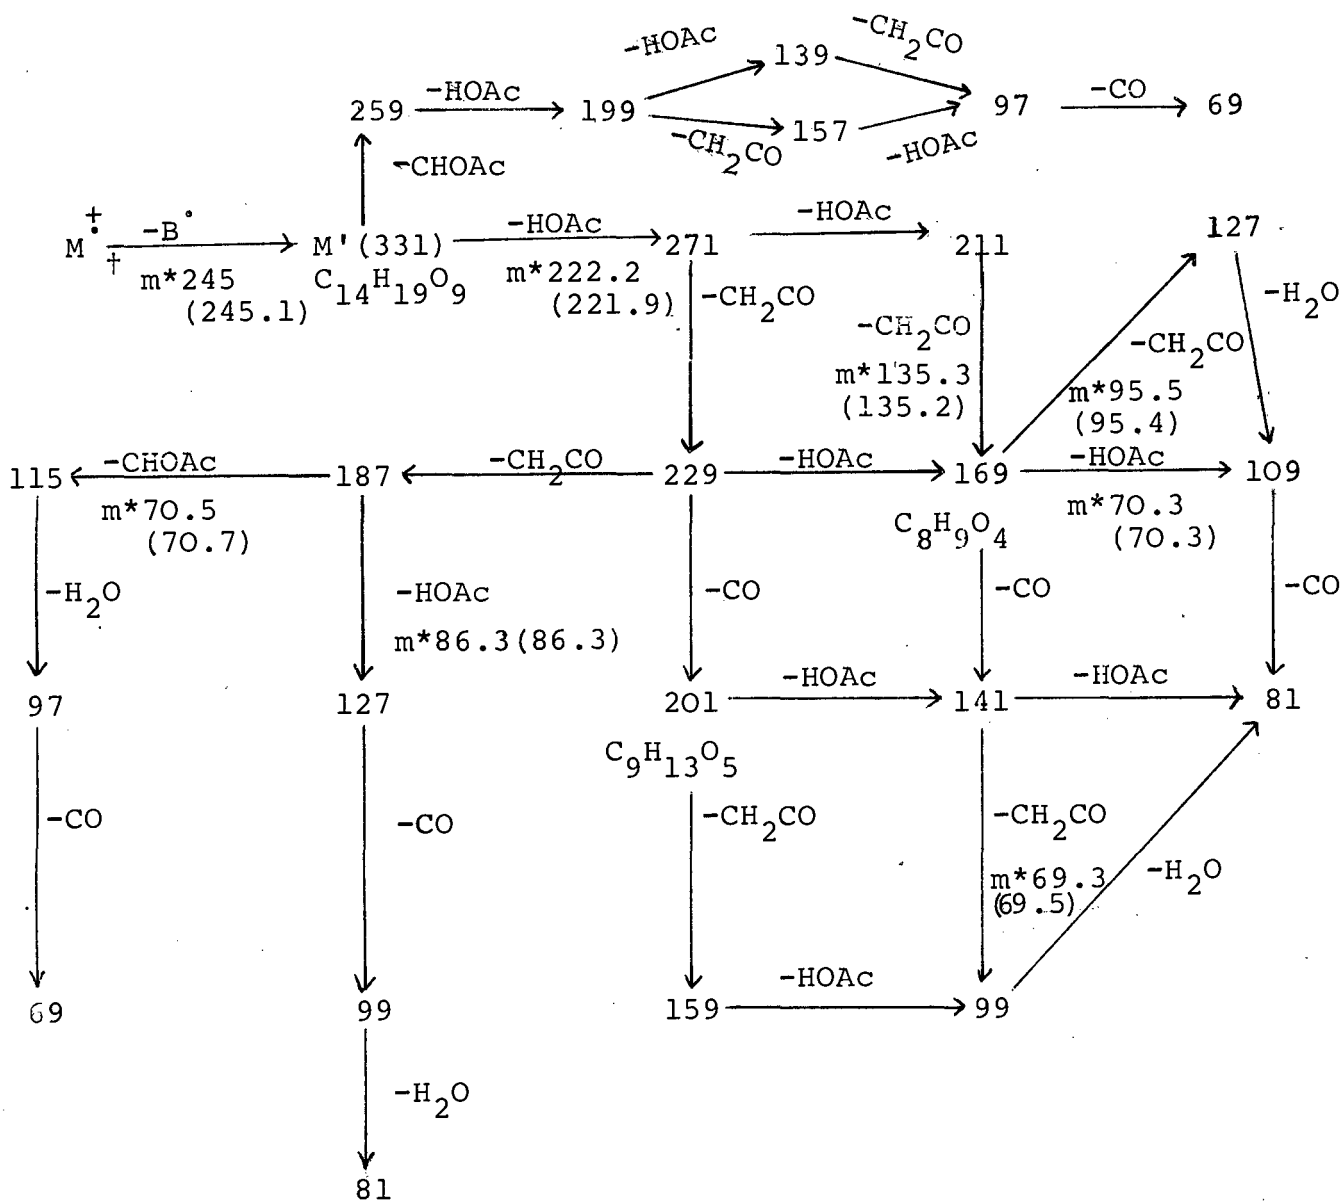 -HOAc 139 -CH2CO
259 -HOAc 199 97 -CO 69
-CH2CO 157 -HOAc
-CHOAc
M+• -B• M'(331) -HOAc 271 -HOAc 211 127
† m*245 C14H19O9 m*222.2 -CH2CO -H2O
(245.1) (221.9) -CH2CO -CH2CO
m*135.3 m*95.5
(135.2) (95.4)
115 -CHOAc 187 -CH2CO 229 -HOAc 169 -HOAc 109
m*70.5 C8H9O4 m*70.3
(70.7) (70.3)
-H2O -HOAc -CO -CO -CO
m*86.3(86.3)
97 127 201 -HOAc 141 -HOAc 81
C9H13O5
-CO -CO -CH2CO -CH2CO
m*69.3 -H2O
(69.5)
69 99 159 -HOAc 99
-H2O
81